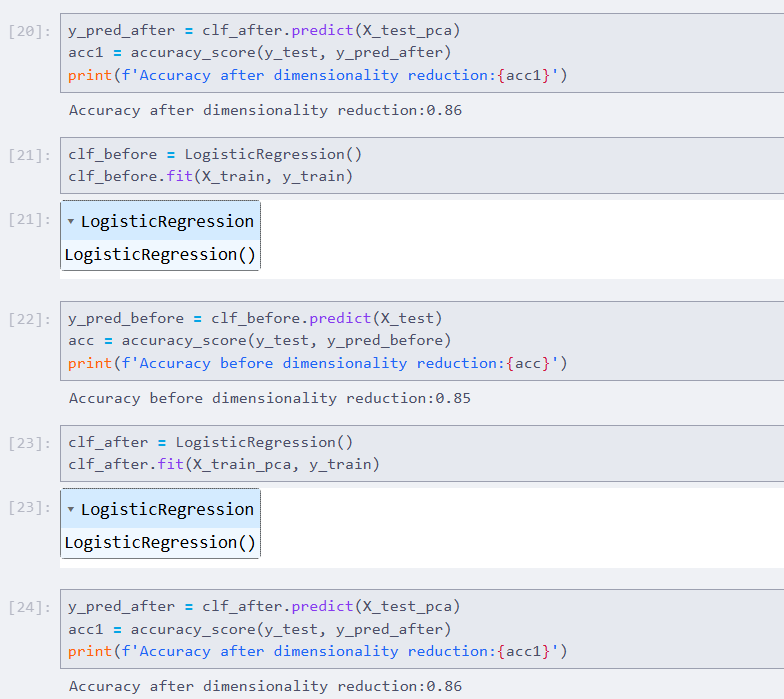 [20]:
y_pred_after = clf_after.predict(X_test_pca)
acc1 = accuracy_score(y_test, y_pred_after)
print(f'Accuracy after dimensionality reduction:{acc1}')
Accuracy after dimensionality reduction:0.86
[21]:
clf_before = LogisticRegression()
clf_before.fit(X_train, y_train)
[21]:
▾ LogisticRegression
LogisticRegression()
[22]:
y_pred_before = clf_before.predict(X_test)
acc = accuracy_score(y_test, y_pred_before)
print(f'Accuracy before dimensionality reduction:{acc}')
Accuracy before dimensionality reduction:0.85
[23]:
clf_after = LogisticRegression()
clf_after.fit(X_train_pca, y_train)
[23]:
▾ LogisticRegression
LogisticRegression()
[24]:
y_pred_after = clf_after.predict(X_test_pca)
acc1 = accuracy_score(y_test, y_pred_after)
print(f'Accuracy after dimensionality reduction:{acc1}')
Accuracy after dimensionality reduction:0.86